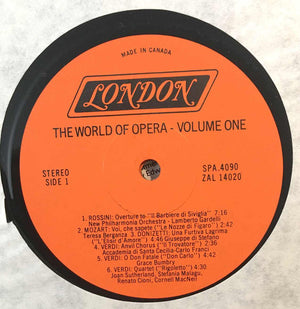 MADE IN CANADA
LONDON
THE WORLD OF OPERA - VOLUME ONE
STEREO
SIDE 1
SPA.4090
ZAL 14020
1. ROSSINI: Overture to "Il Barbiere di Siviglia" 7:16
New Philharmonia Orchestra - Lamberto Gardelli
2. MOZART: Voi, che sapete ("Le Nozze di Figaro") 2:42
Teresa Berganza 3. DONIZETTI: Una Furtiva Lagrima
("L'Elisir d'Amore") 4:46 Giuseppe di Stefano
4. VERDI: Anvil Chorus ("Il Trovatore") 2:
Accademia di Santa Cecilia-Carlo Franci
5. VERDI: O Don Fatale ("Don Carlo")
Grace Bumbry
6. VERDI: Quartet ("Rigoletto") 4:30
Joan Sutherland, Stefania Malagu,
Renato Cioni, Cornell MacNeil